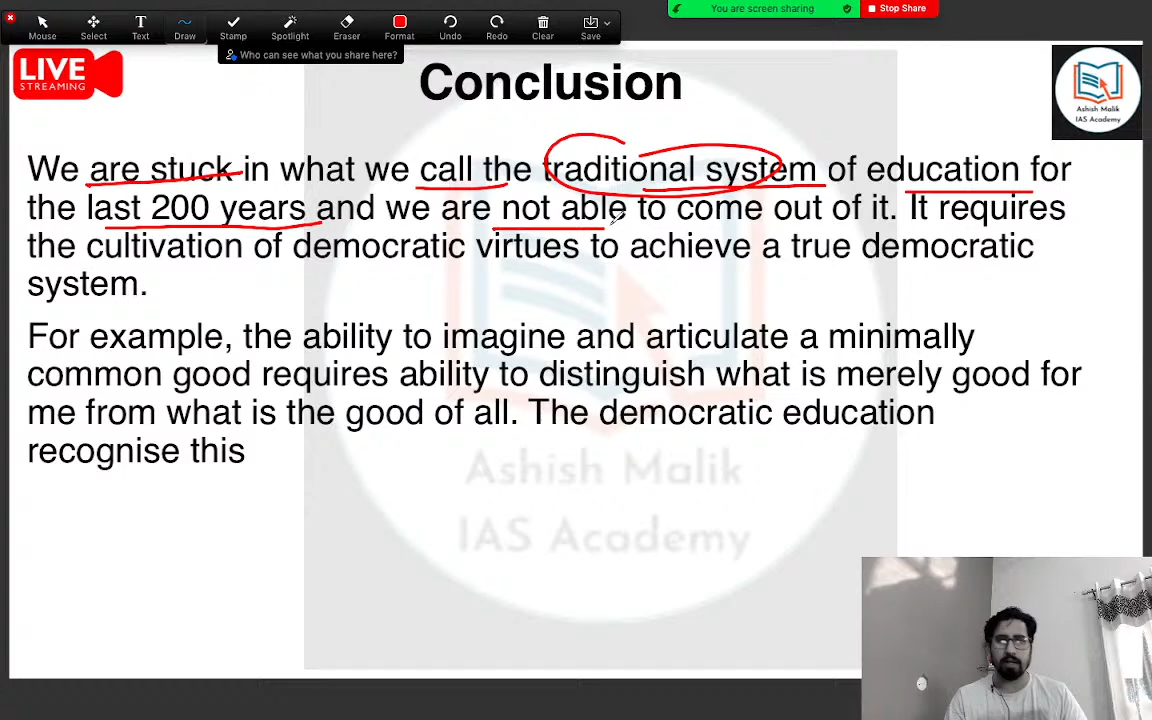 You are screen sharing
Stop Share
Mouse
Select
Text
Draw
Stamp
Spotlight
Eraser
Format
Undo
Redo
Clear
Save
Who can see what you share here?
LIVE
STREAMING
Conclusion
Ashish Malik
IAS Academy
We are stuck in what we call the traditional system of education for
the last 200 years and we are not able to come out of it. It requires
the cultivation of democratic virtues to achieve a true democratic
system.
For example, the ability to imagine and articulate a minimally
common good requires ability to distinguish what is merely good for
me from what is the good of all. The democratic education
recognise this
Ashish Malik
IAS Academy